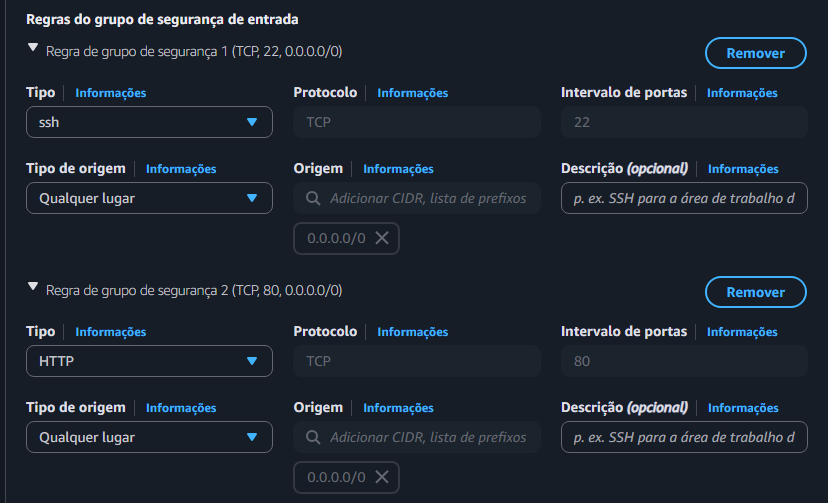 Regras do grupo de segurança de entrada
Regra de grupo de segurança 1 (TCP, 22, 0.0.0.0/0)
Remover
Tipo Informações Protocolo Informações Intervalo de portas Informações
ssh TCP 22
Tipo de origem Informações Origem Informações Descrição (opcional) Informações
Qualquer lugar Adicionar CIDR, lista de prefixos p. ex. SSH para a área de trabalho d
0.0.0.0/0
Regra de grupo de segurança 2 (TCP, 80, 0.0.0.0/0)
Remover
Tipo Informações Protocolo Informações Intervalo de portas Informações
HTTP TCP 80
Tipo de origem Informações Origem Informações Descrição (opcional) Informações
Qualquer lugar Adicionar CIDR, lista de prefixos p. ex. SSH para a área de trabalho d
0.0.0.0/0